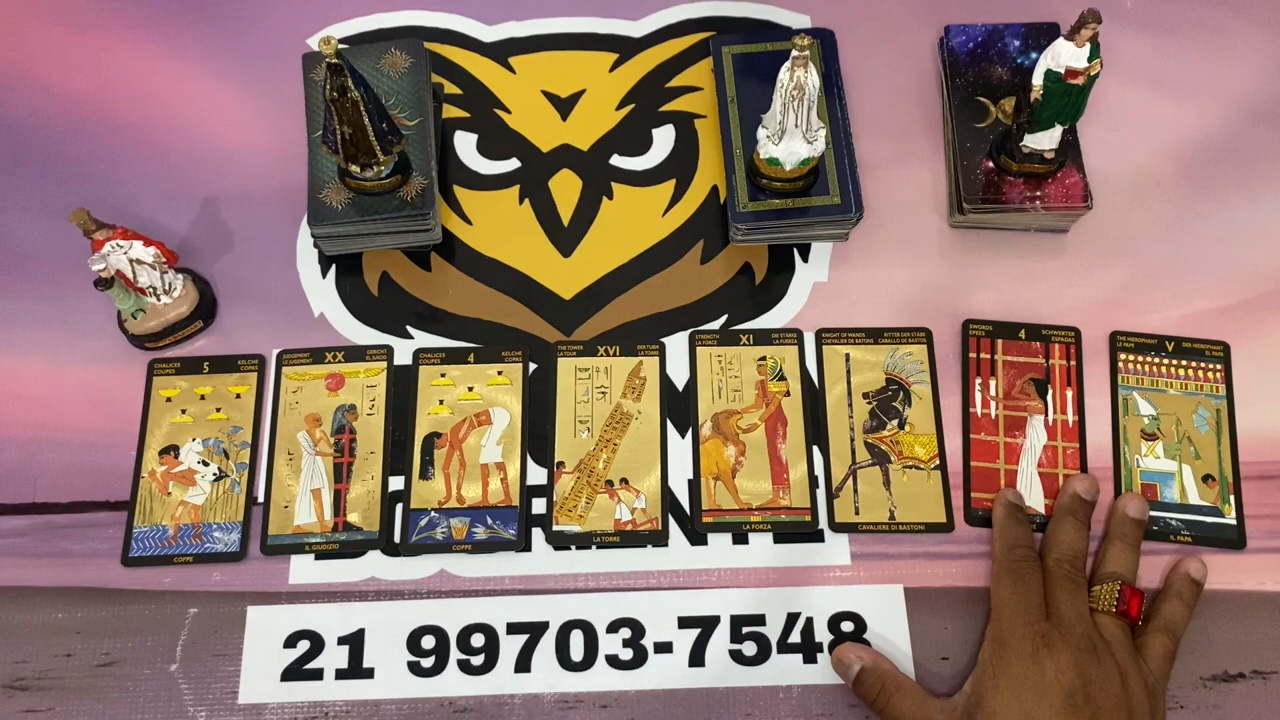 CHALICES
COUPES
5
KELCHE
COPAS
COPPE
JUDGEMENT
LE JUGEMENT
XX
GERICHT
EL JUICIO
IL GIUDIZIO
CHALICES
COUPES
4
KELCHE
COPAS
COPPE
THE TOWER
LA TOUR
XVI
DER TURM
LA TORRE
LA TORRE
STRENGTH
LA FORCE
XI
DIE STÄRKE
LA FUERZA
LA FORZA
KNIGHT OF WANDS
CHEVALIER DE BATONS
RITTER DER STÄBE
CABALLO DE BASTOS
CAVALIERE DI BASTONI
SWORDS
EPEES
4
SCHWERTER
ESPADAS
THE HIEROPHANT
LE PAPE
V
DER HIEROPHANT
EL PAPA
IL PAPA
21 99703-7548